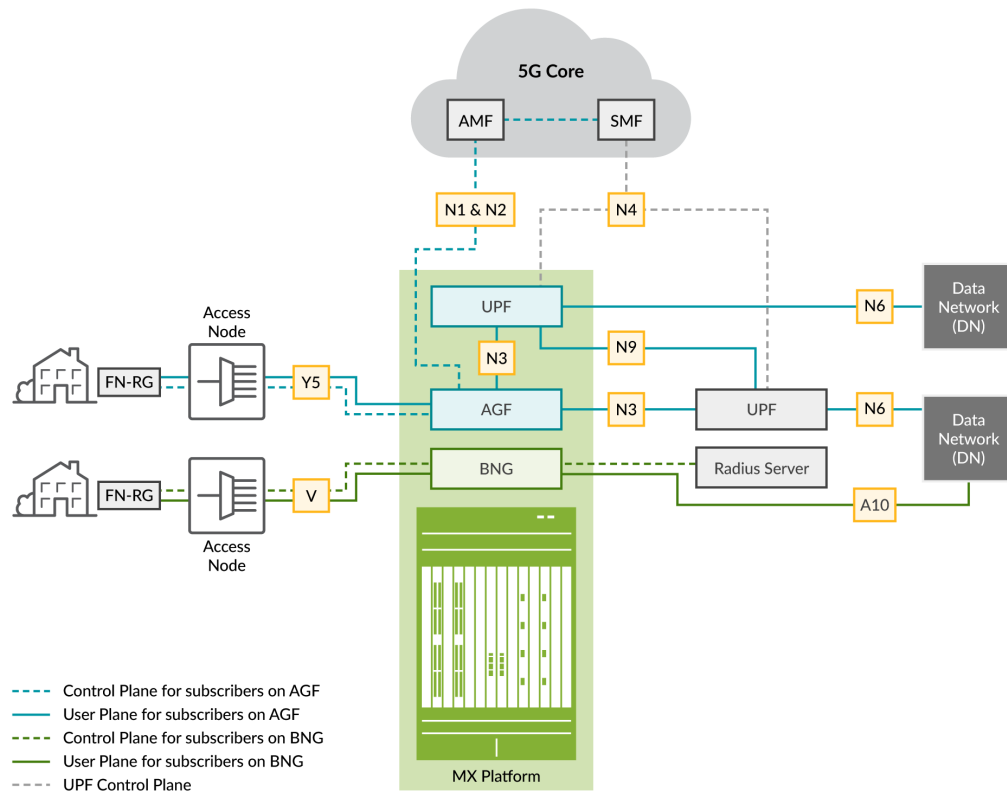 5G Core
AMF
SMF
N1 & N2
N4
UPF
N6
Data
Network
(DN)
Access
Node
N3
N9
FN-RG
Y5
AGF
N3
UPF
N6
Data
Network
(DN)
BNG
Radius Server
FN-RG
V
A10
Access
Node
Control Plane for subscribers on AGF
User Plane for subscribers on AGF
Control Plane for subscribers on BNG
User Plane for subscribers on BNG
UPF Control Plane
MX Platform